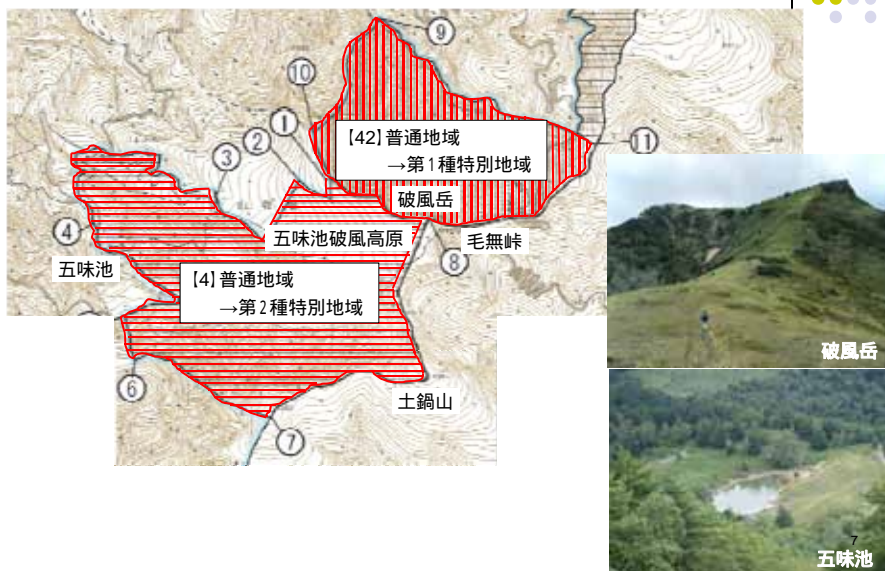 ⑨
⑩
①
②
③
⑪
【42】普通地域
→第1種特別地域
破風岳
④
五味池破風高原
毛無峠
⑧
五味池
【4】普通地域
→第2種特別地域
破風岳
⑥
土鍋山
⑦
7
五味池